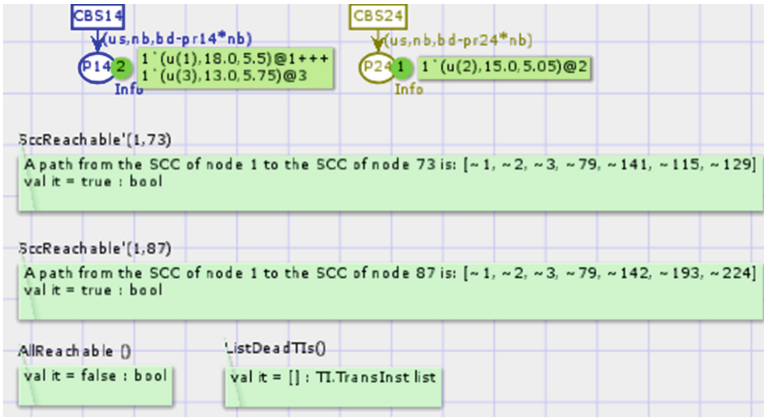 CBS14
CBS24
(us,nb,bd-pr14*nb)
(us,nb,bd-pr24*nb)
P14
2
1`(u(1),18.0,5.5)@1+++
1`(u(3),13.0,5.75)@3
Info
P24
1
1`(u(2),15.0,5.05)@2
Info
SccReachable'(1,73)
A path from the SCC of node 1 to the SCC of node 73 is: [~1, ~2, ~3, ~79, ~141, ~115, ~129]
val it = true : bool
SccReachable'(1,87)
A path from the SCC of node 1 to the SCC of node 87 is: [~1, ~2, ~3, ~79, ~142, ~193, ~224]
val it = true : bool
AllReachable ()
val it = false : bool
ListDeadTIs()
val it = [] : TI.TransInst list